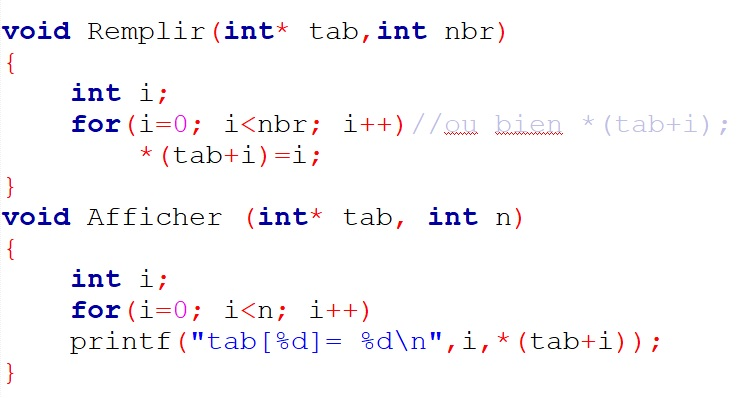 void Remplir(int* tab,int nbr)
{
    int i;
    for(i=0; i<nbr; i++)//ou bien *(tab+i);
        *(tab+i)=i;
}
void Afficher (int* tab, int n)
{
    int i;
    for(i=0; i<n; i++)
    printf("tab[%d]= %d\n",i,*(tab+i));
}